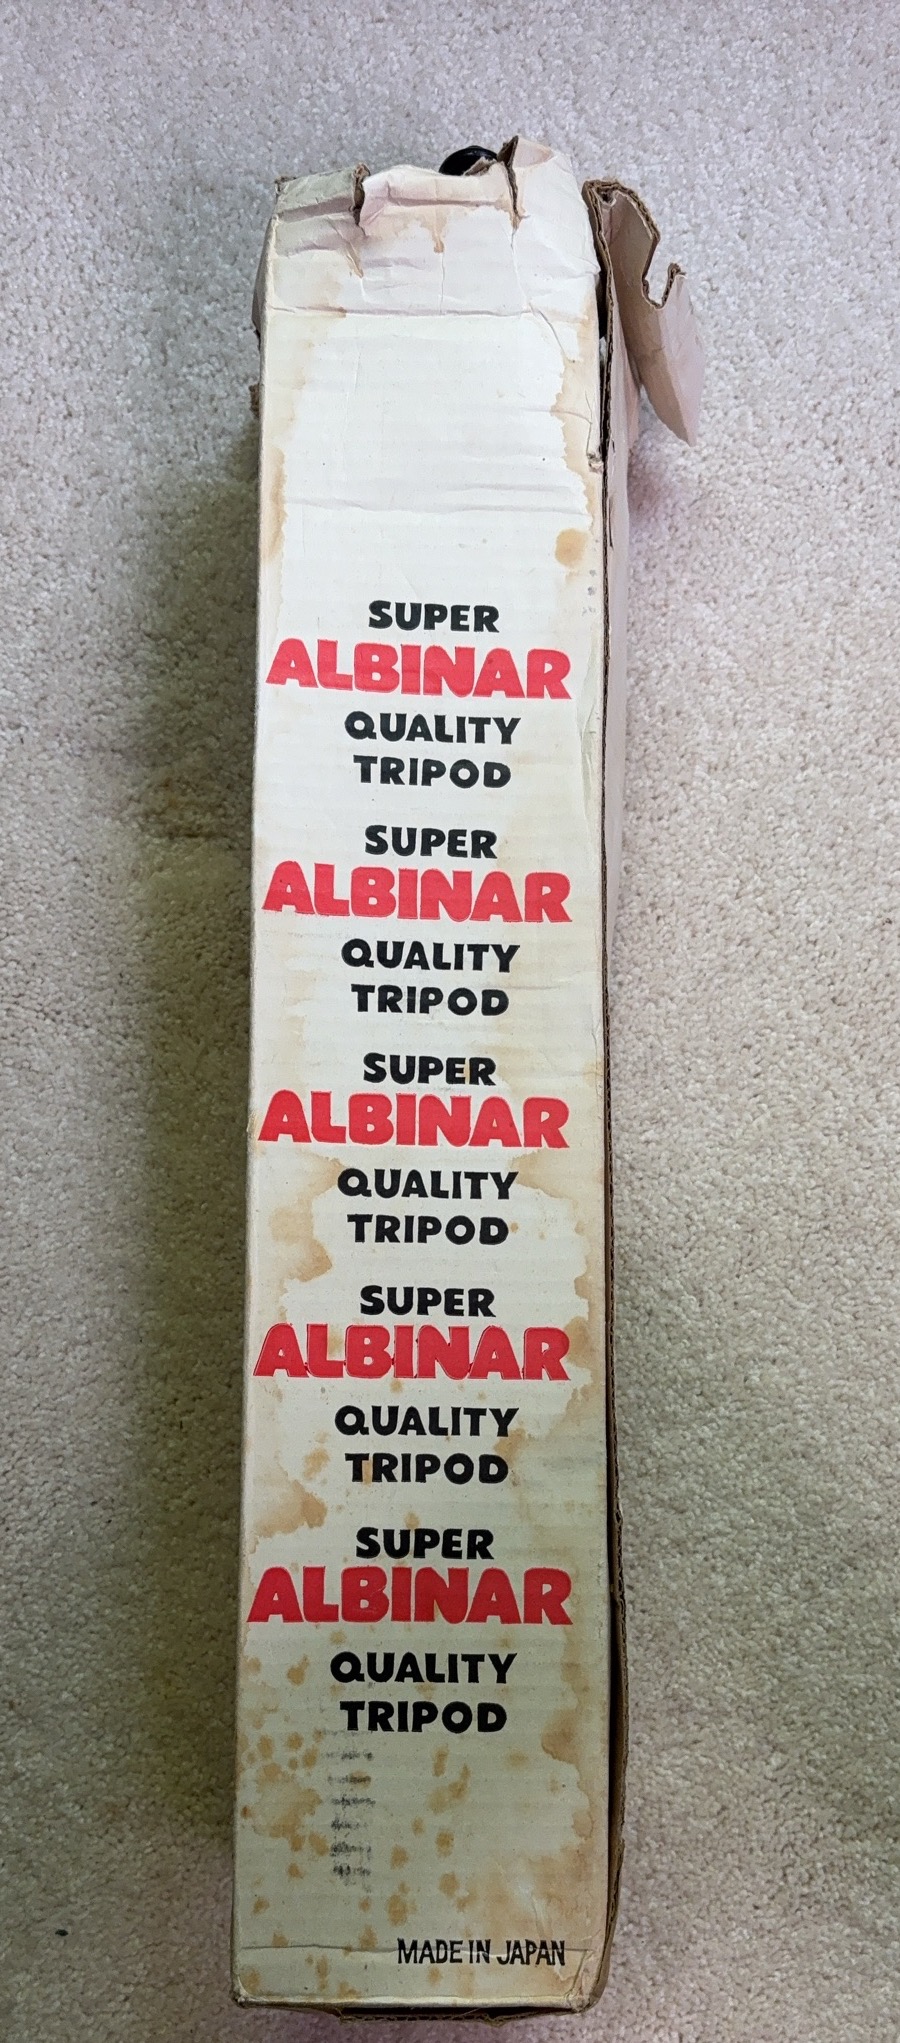 SUPER
ALBINAR
QUALITY
TRIPOD
SUPER
ALBINAR
QUALITY
TRIPOD
SUPER
ALBINAR
QUALITY
TRIPOD
SUPER
ALBINAR
QUALITY
TRIPOD
SUPER
ALBINAR
QUALITY
TRIPOD
MADE IN JAPAN